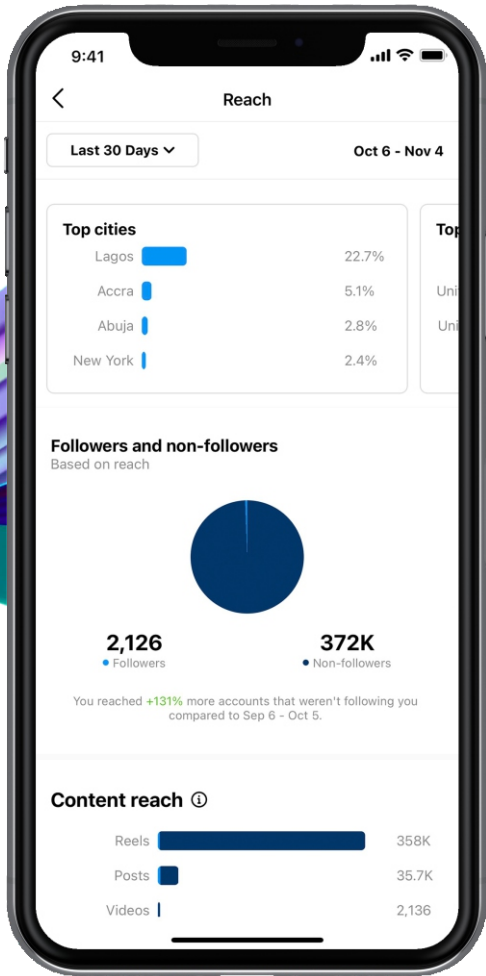 9:41
Reach
Last 30 Days
Oct 6 - Nov 4
Top cities
Lagos 22.7%
Accra 5.1%
Abuja 2.8%
New York 2.4%
Top
Uni
Uni
Followers and non-followers
Based on reach
2,126
Followers
372K
Non-followers
You reached +131% more accounts that weren't following you
compared to Sep 6 - Oct 5.
Content reach
Reels 358K
Posts 35.7K
Videos 2,136